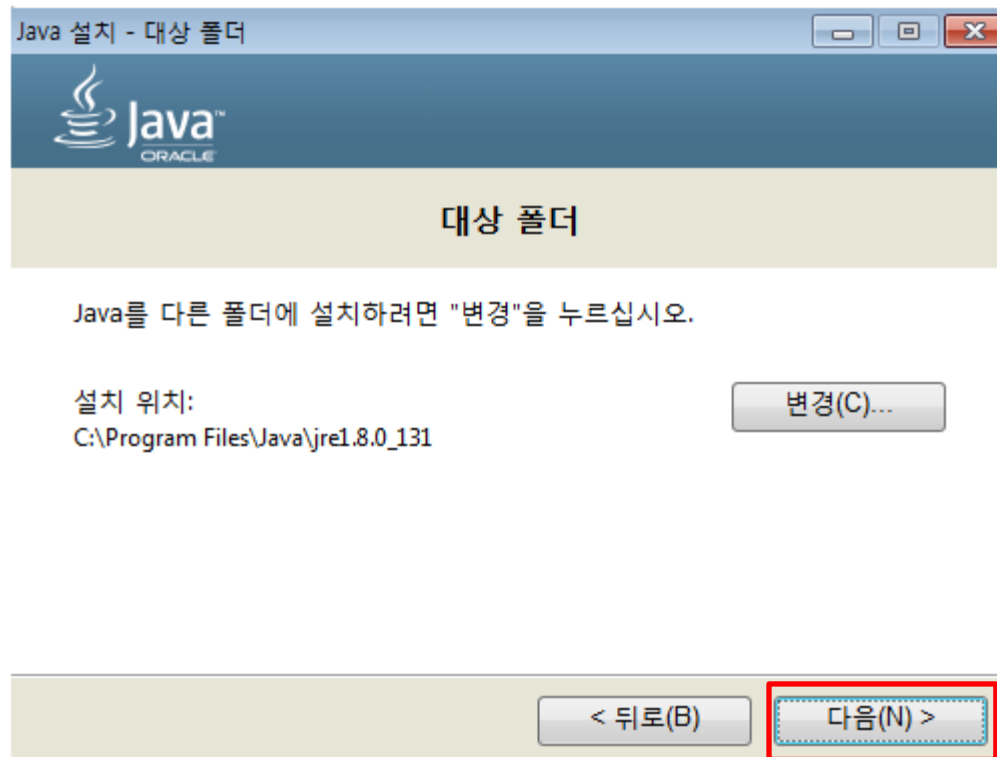 Java 설치 - 대상 폴더
Java™
ORACLE
대상 폴더
Java를 다른 폴더에 설치하려면 "변경"을 누르십시오.
설치 위치:
변경(C)...
C:\Program Files\Java\jre1.8.0_131
< 뒤로(B)
다음(N) >